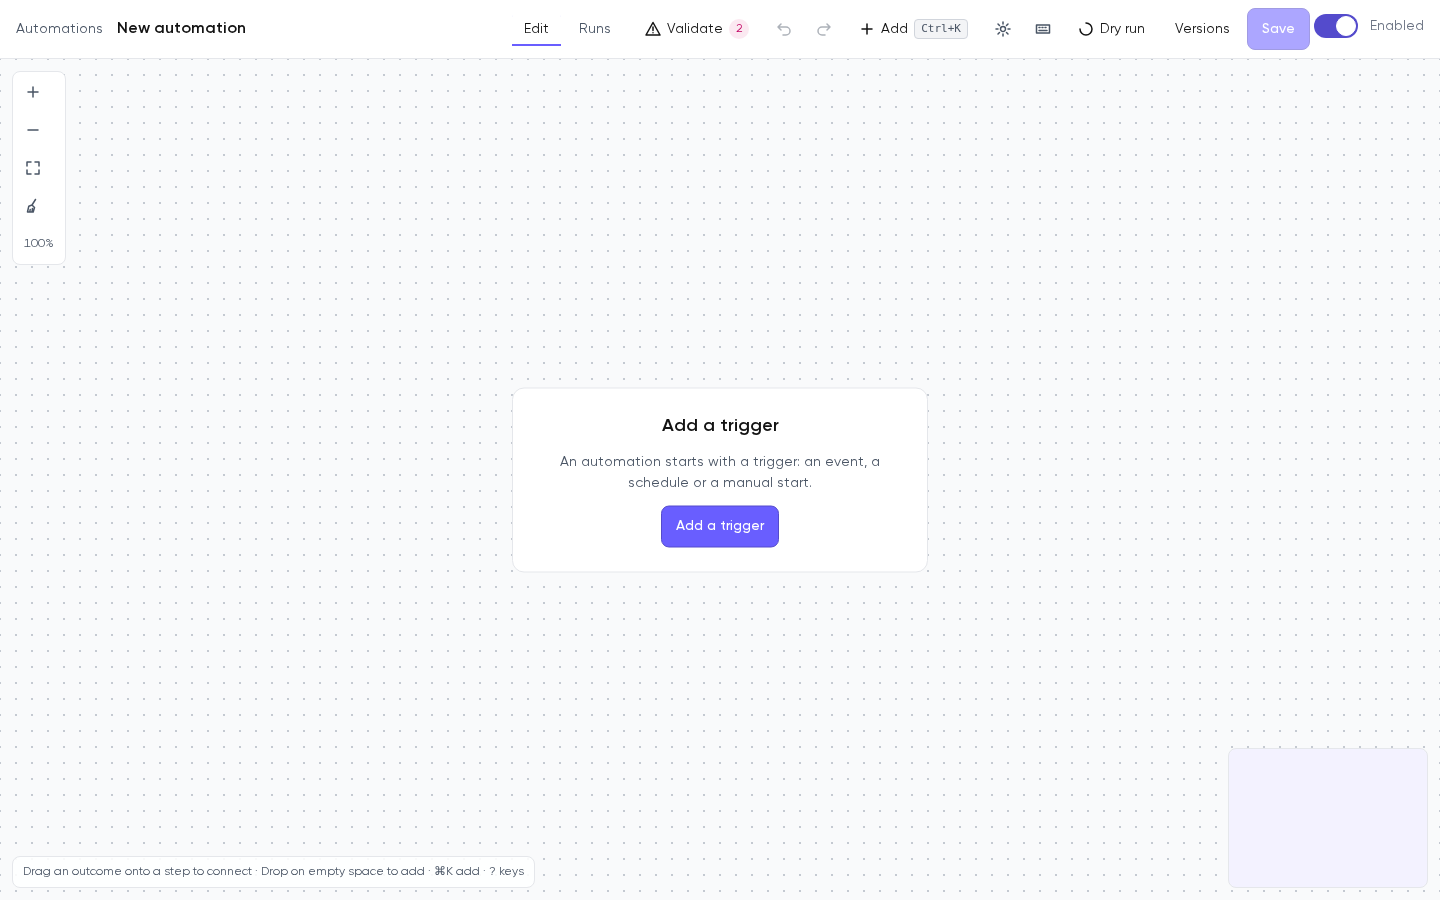 Automations New automation Edit Runs Validate 2 Add Ctrl+K Dry run Versions Save Enabled
100%
Add a trigger
An automation starts with a trigger: an event, a
schedule or a manual start.
Add a trigger
Drag an outcome onto a step to connect · Drop on empty space to add · ⌘K add · ? keys